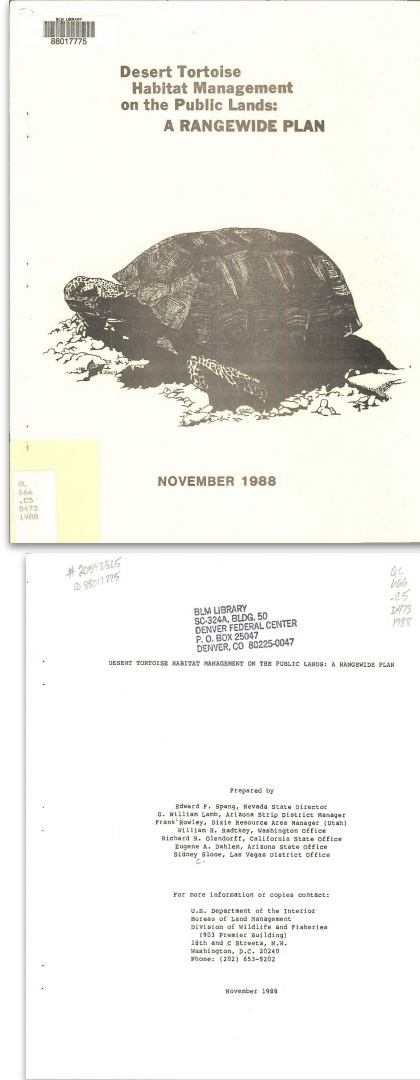 BLM LIBRARY
88017775
Desert Tortoise
Habitat Management
on the Public Lands:
A RANGEWIDE PLAN
NOVEMBER 1988
QL
666
.C5
D473
1988
# 20552525
ID 88017775
QL
666
.C5
D473
1988
BLM LIBRARY
SC-324A, BLDG. 50
DENVER FEDERAL CENTER
P. O. BOX 25047
DENVER, CO 80225-0047
DESERT TORTOISE HABITAT MANAGEMENT ON THE PUBLIC LANDS: A RANGEWIDE PLAN
Prepared by
Edward F. Spang, Nevada State Director
G. William Lamb, Arizona Strip District Manager
Frank Rowley, Dixie Resource Area Manager (Utah)
William H. Radtkey, Washington Office
Richard R. Olendorff, California State Office
Eugene A. Dahlem, Arizona State Office
Sidney Slone, Las Vegas District Office
C.
For more information or copies contact:
U.S. Department of the Interior
Bureau of Land Management
Division of Wildlife and Fisheries
(903 Premier Building)
18th and C Streets, N.W.
Washington, D.C. 20240
Phone: (202) 653-9202
November 1988